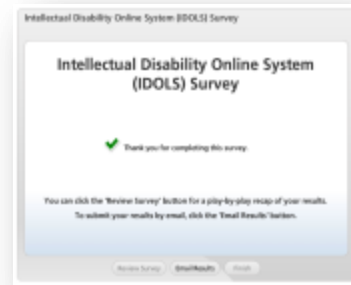 Intellectual Disability Online System (IDOLS) Survey
Intellectual Disability Online System
(IDOLS) Survey
Thank you for completing this survey.
You can click the 'Review Survey' button for a play-by-play recap of your results.
To submit your results by email, click the 'Email Results' button.
Review Survey Email Results Finish